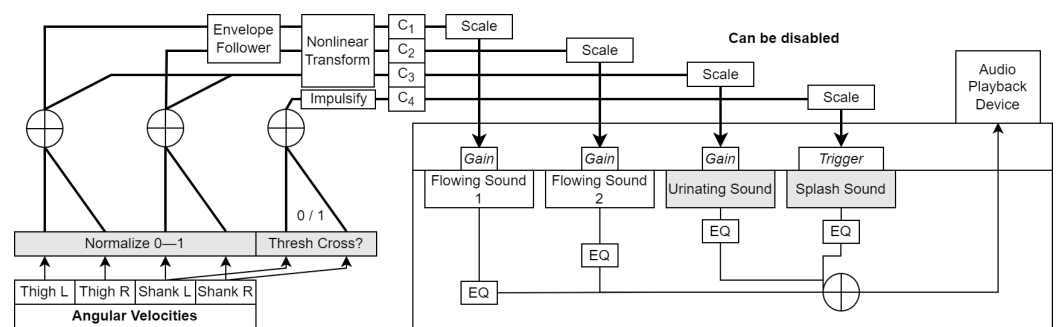 Envelope
Follower
Nonlinear
Transform
Impulsify
C1
C2
C3
C4
Scale
Scale
Scale
Scale
Can be disabled
Audio
Playback
Device
Gain
Gain
Gain
Trigger
Flowing Sound
1
Flowing Sound
2
Urinating Sound
Splash Sound
EQ
EQ
EQ
EQ
0 / 1
Normalize 0—1
Thresh Cross?
Thigh L
Thigh R
Shank L
Shank R
Angular Velocities